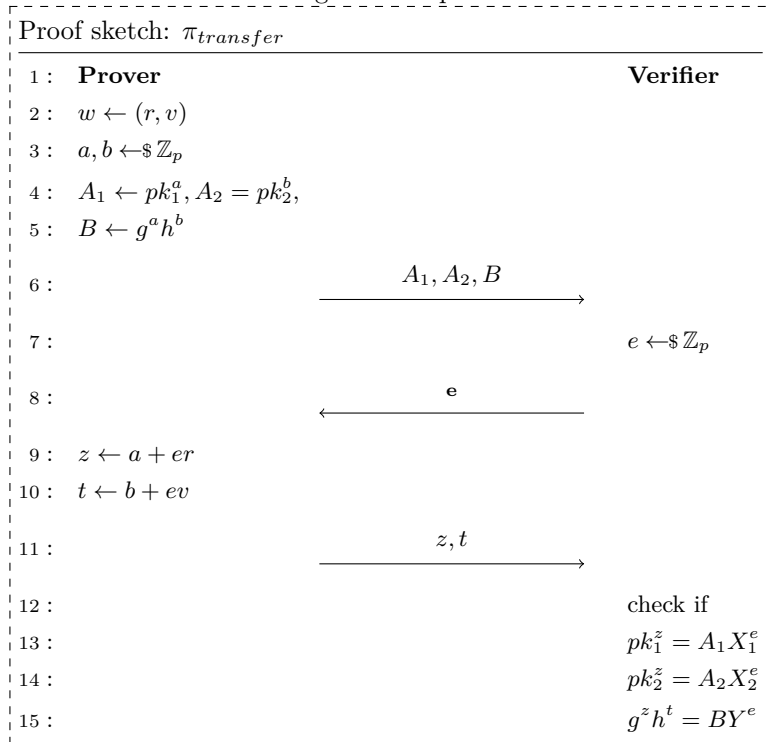 Proof sketch: π_{transfer}
1 : Prover Verifier
2 : w ← (r, v)
3 : a, b ←$ ℤ_p
4 : A_1 ← pk_1^a, A_2 = pk_2^b,
5 : B ← g^a h^b
6 : A_1, A_2, B
7 : e ←$ ℤ_p
8 : e
9 : z ← a + er
10 : t ← b + ev
11 : z, t
12 : check if
13 : pk_1^z = A_1 X_1^e
14 : pk_2^z = A_2 X_2^e
15 : g^z h^t = BY^e